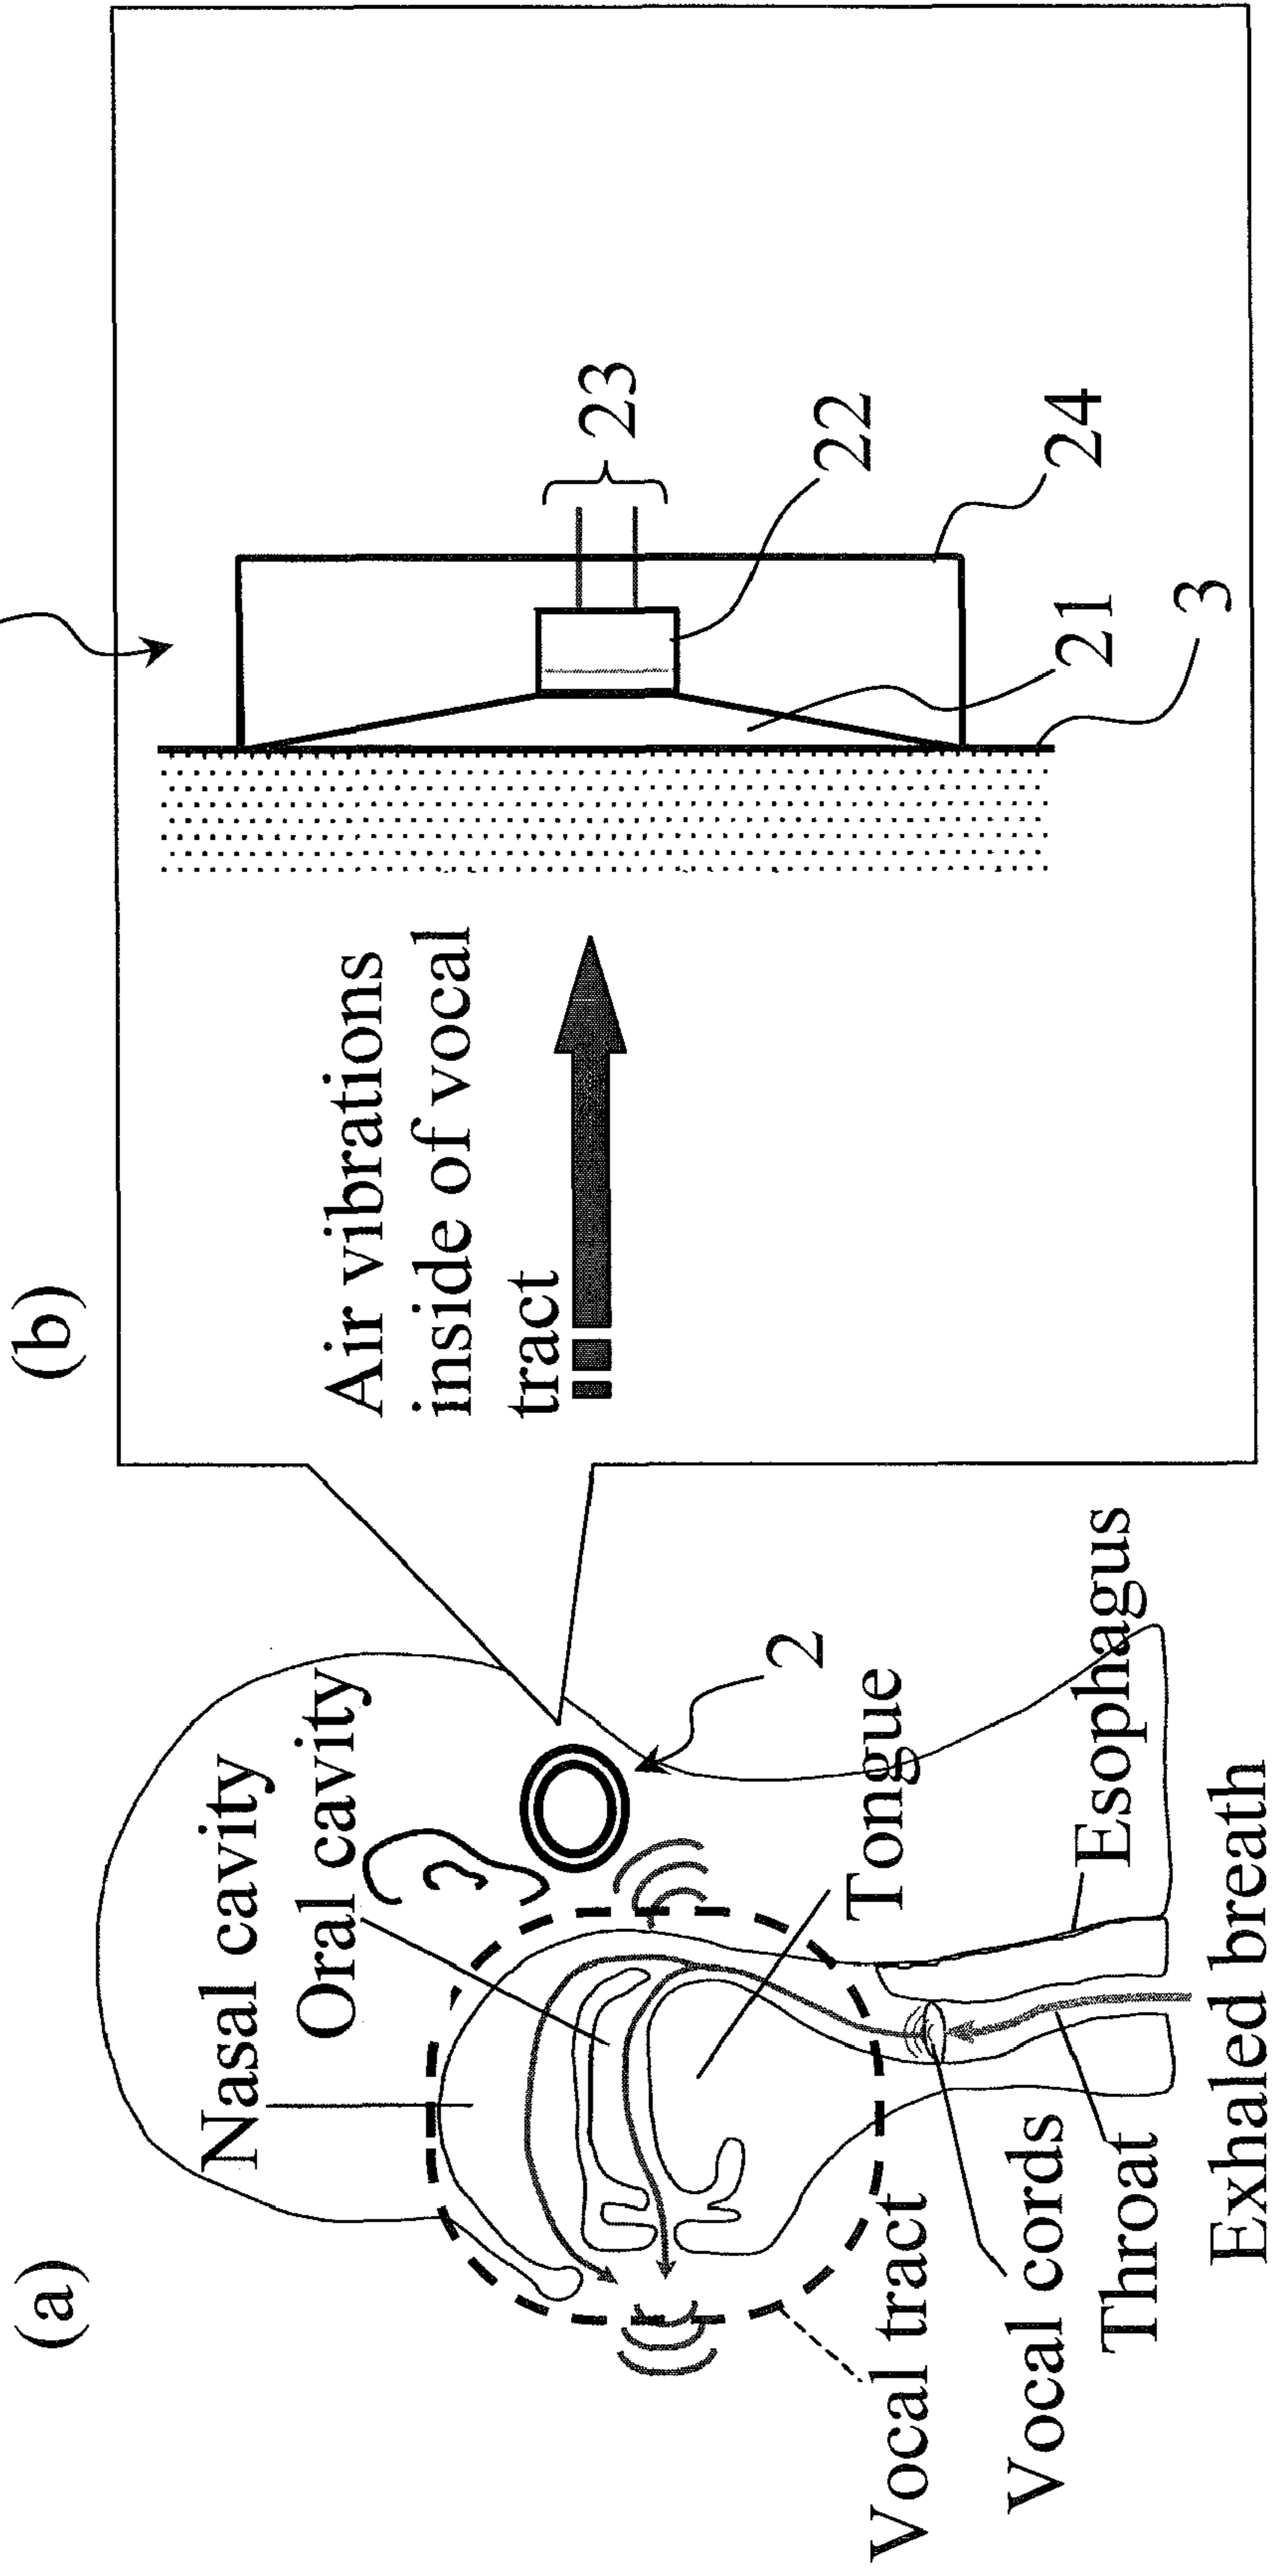 (a)
Nasal cavity
Oral cavity
2
Tongue
Esophagus
Vocal tract
Vocal cords
Throat
Exhaled breath
(b)
Air vibrations
inside of vocal
tract
23
22
24
21
3